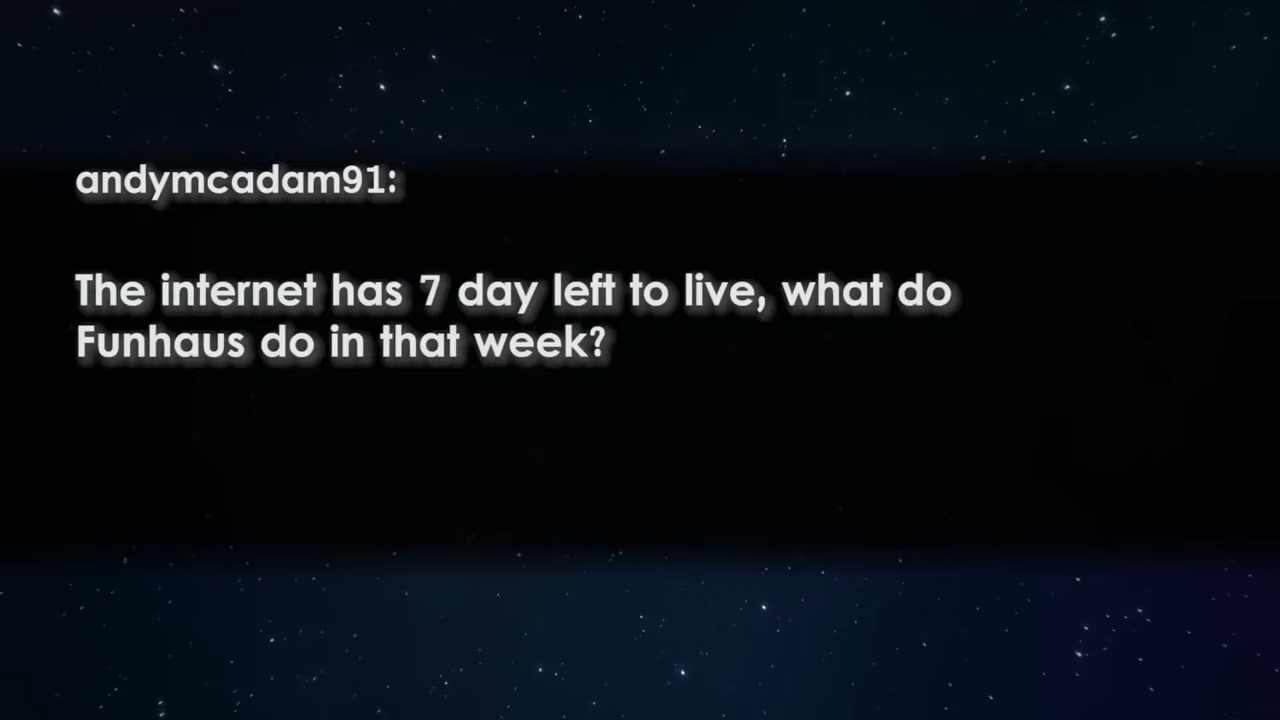 andymcadam91:
The internet has 7 day left to live, what do
Funhaus do in that week?